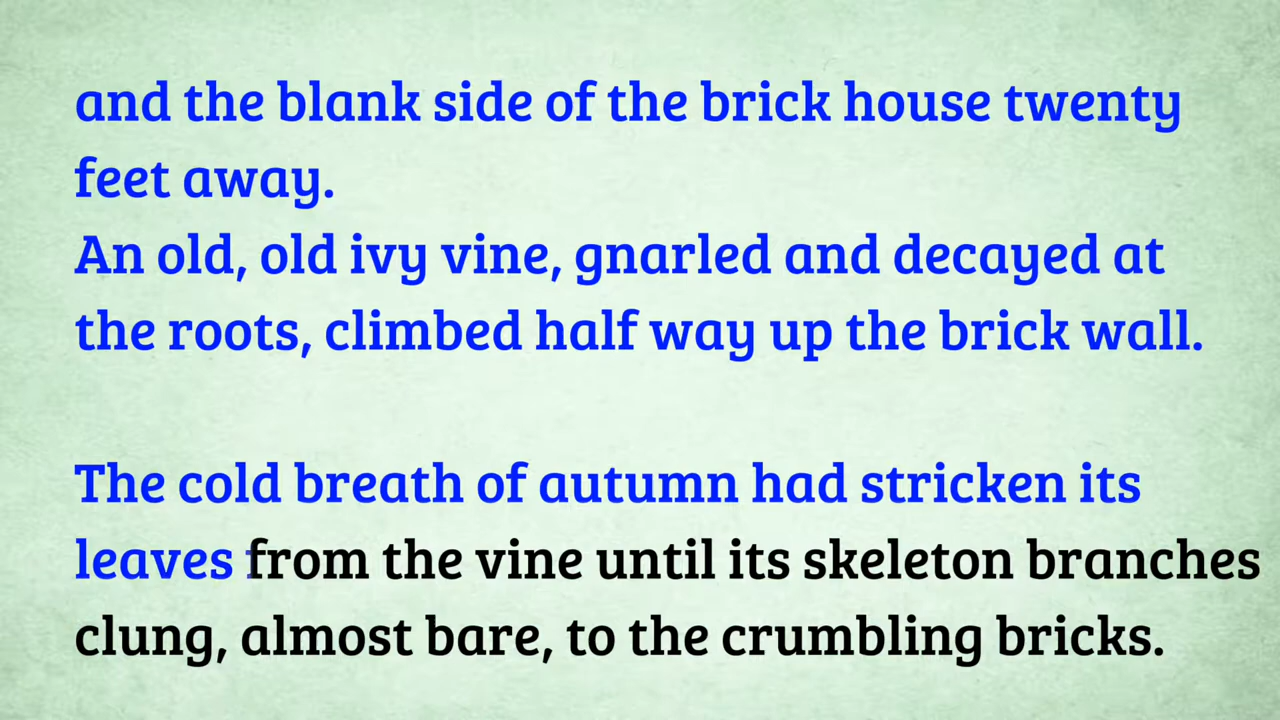 and the blank side of the brick house twenty
feet away.
An old, old ivy vine, gnarled and decayed at
the roots, climbed half way up the brick wall.
The cold breath of autumn had stricken its
leaves from the vine until its skeleton branches
clung, almost bare, to the crumbling bricks.